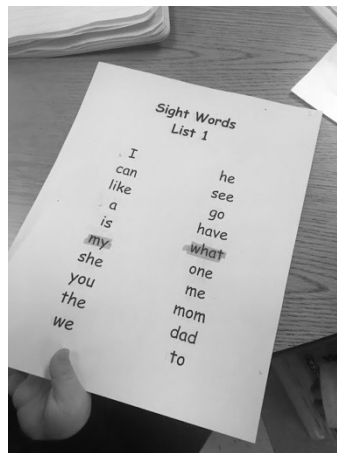 Sight Words
List 1
I
can
like
a
is
my
she
you
the
we
he
see
go
have
what
one
me
mom
dad
to